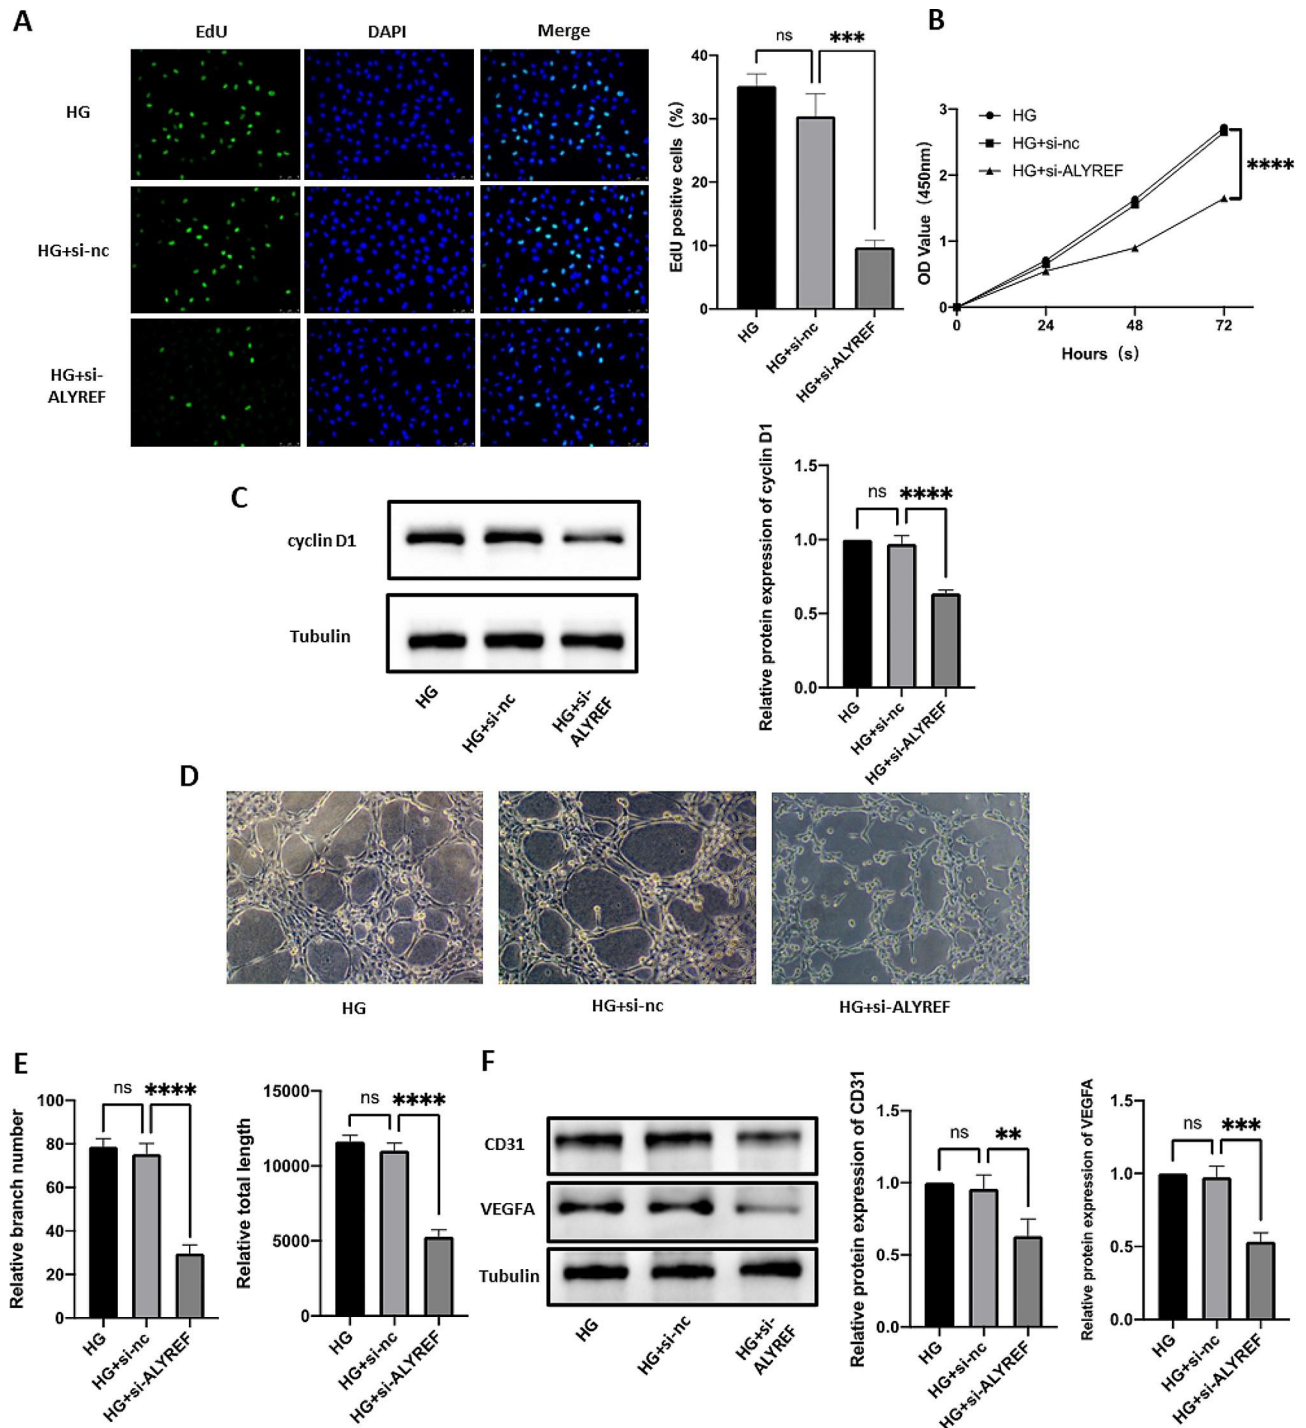 A
EdU
DAPI
Merge
HG
HG+si-nc
HG+si-
ALYREF
EdU positive cells (%)
40
30
20
10
0
ns
***
HG
HG+si-nc
HG+si-ALYREF
B
OD Value (450nm)
3
2
1
0
HG
HG+si-nc
HG+si-ALYREF
****
0
24
48
72
Hours (s)
C
cyclin D1
Tubulin
HG
HG+si-nc
HG+si-
ALYREF
Relative protein expression of cyclin D1
1.5
1.0
0.5
0.0
ns
****
HG
HG+si-nc
HG+si-ALYREF
D
HG
HG+si-nc
HG+si-ALYREF
E
Relative branch number
100
80
60
40
20
0
ns
****
HG
HG+si-nc
HG+si-ALYREF
Relative total length
15000
10000
5000
0
ns
****
HG
HG+si-nc
HG+si-ALYREF
F
CD31
VEGFA
Tubulin
HG
HG+si-nc
HG+si-
ALYREF
Relative protein expression of CD31
1.5
1.0
0.5
0.0
ns
**
HG
HG+si-nc
HG+si-ALYREF
Relative protein expression of VEGFA
1.5
1.0
0.5
0.0
ns
***
HG
HG+si-nc
HG+si-ALYREF